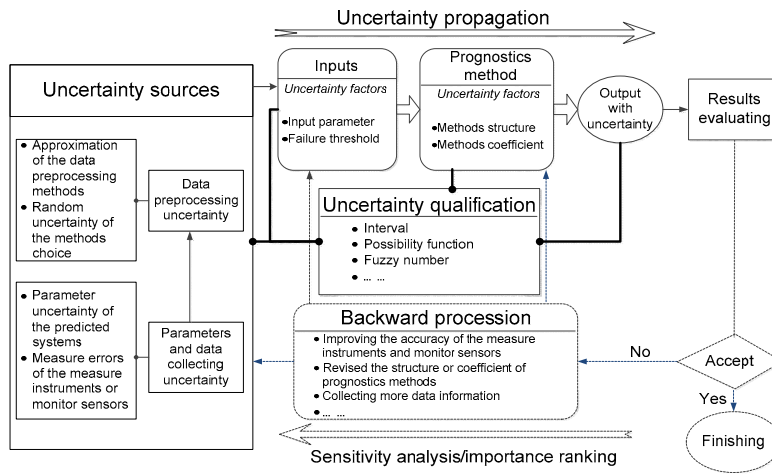 Uncertainty propagation
Uncertainty sources
Inputs
Uncertainty factors
●Input parameter
●Failure threshold
Prognostics
method
Uncertainty factors
●Methods structure
●Methods coefficient
Output
with
uncertainty
Results
evaluating
● Approximation
of the data
preprocessing
methods
● Random
uncertainty of
the methods
choice
Data
preprocessing
uncertainty
Uncertainty qualification
● Interval
● Possibility function
● Fuzzy number
● ... ...
● Parameter
uncertainty of
the predicted
systems
● Measure errors
of the measure
instruments or
monitor sensors
Parameters
and data
collecting
uncertainty
Backward procession
● Improving the accuracy of the measure
instruments and monitor sensors
● Revised the structure or coefficient of
prognostics methods
● Collecting more data information
● ... ...
No
Accept
Yes
Finishing
Sensitivity analysis/importance ranking